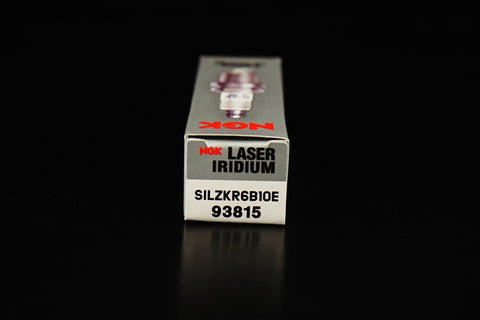 NGK
NGK LASER
IRIDIUM
SILZKR6B10E
93815